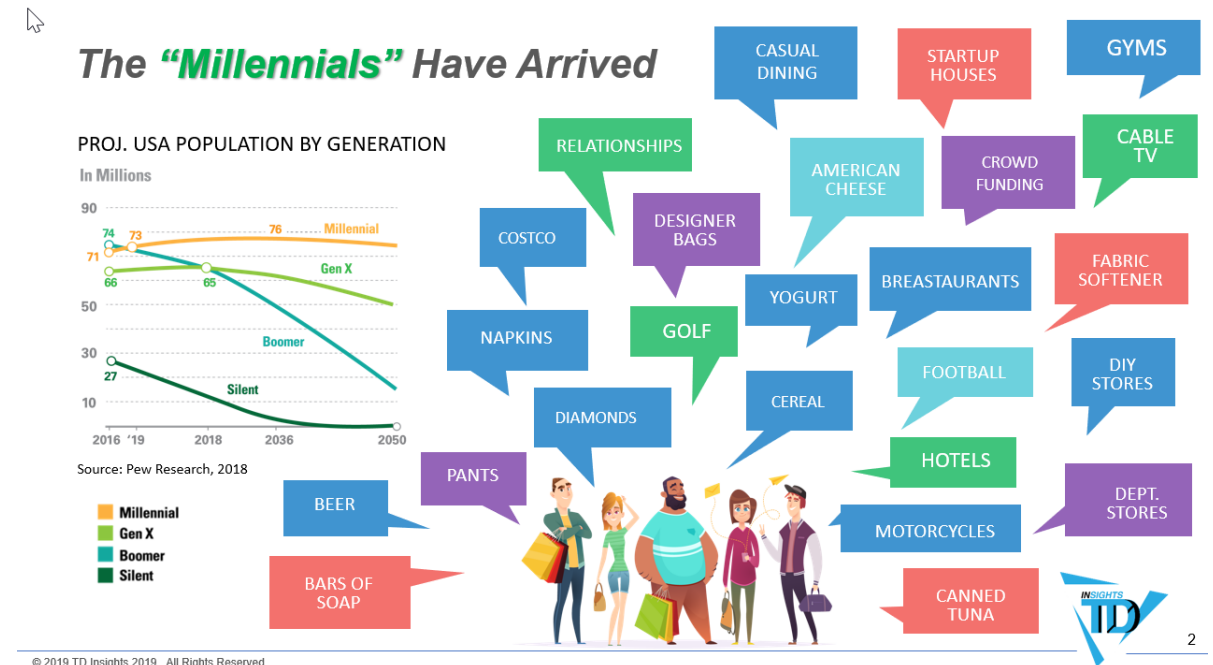 The “Millennials” Have Arrived
PROJ. USA POPULATION BY GENERATION
In Millions
90
74
73
76
Millennial
71
66
65
Gen X
50
Boomer
30
27
Silent
10
2016 ‘19 2018 2036 2050
Source: Pew Research, 2018
Millennial
Gen X
Boomer
Silent
CASUAL
DINING
STARTUP
HOUSES
GYMS
RELATIONSHIPS
AMERICAN
CHEESE
CROWD
FUNDING
CABLE
TV
COSTCO
DESIGNER
BAGS
YOGURT
BREASTAURANTS
FABRIC
SOFTENER
NAPKINS
GOLF
FOOTBALL
DIY
STORES
DIAMONDS
CEREAL
PANTS
HOTELS
BEER
MOTORCYCLES
DEPT.
STORES
BARS OF
SOAP
CANNED
TUNA
INSIGHTS
TD
2
© 2019 TD Insights 2019 All Rights Reserved